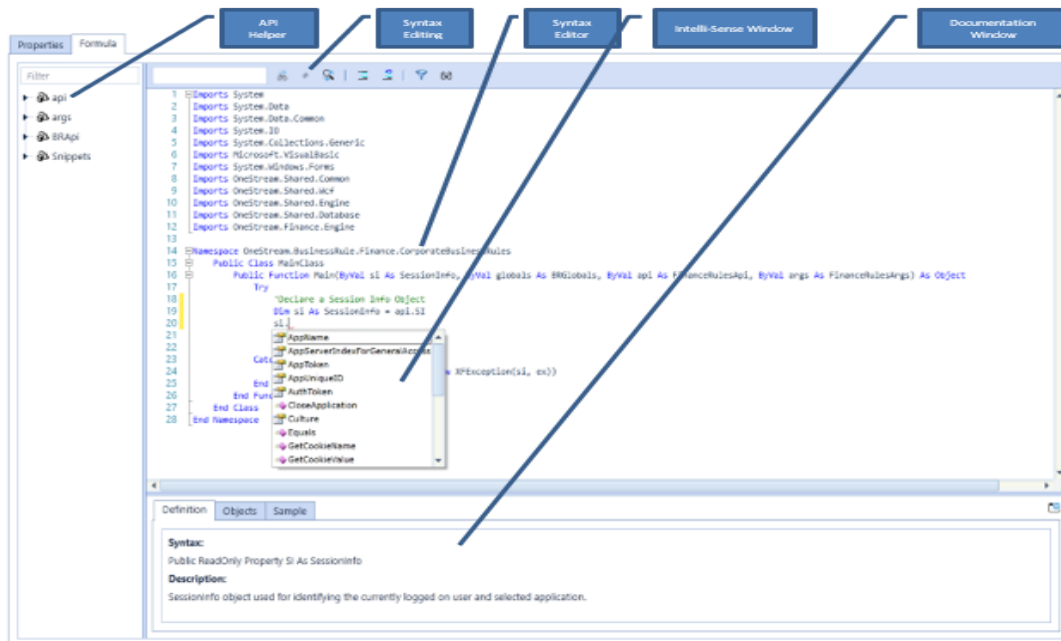 API
Helper
Syntax
Editing
Syntax
Editor
Intelli-Sense Window
Documentation
Window
Properties
Formula
Filter
api
args
BRApi
Snippets
1 Imports System
2 Imports System.Data
3 Imports System.Data.Common
4 Imports System.IO
5 Imports System.Collections.Generic
6 Imports Microsoft.VisualBasic
7 Imports System.Windows.Forms
8 Imports OneStream.Shared.Common
9 Imports OneStream.Shared.Wcf
10 Imports OneStream.Shared.Engine
11 Imports OneStream.Shared.Database
12 Imports OneStream.Finance.Engine
13
14 Namespace OneStream.BusinessRule.Finance.CorporateBusinessRules
15 Public Class MainClass
16 Public Function Main(ByVal si As SessionInfo, ByVal globals As BRGlobals, ByVal api As FinanceRulesApi, ByVal args As FinanceRulesArgs) As Object
17 Try
18 'Declare a Session Info Object
19 Dim si As SessionInfo = api.SI
20 si.
21
22
23 Catc
24 XFException(si, ex))
25 End
26 End Func
27 End Class
28 End Namespace
AppName
AppServerIndexForGeneralAccess
AppToken
AppUniqueID
AuthToken
CloseApplication
Culture
Equals
GetCookieName
GetCookieValue
Definition
Objects
Sample
Syntax:
Public ReadOnly Property SI As SessionInfo
Description:
SessionInfo object used for identifying the currently logged on user and selected application.